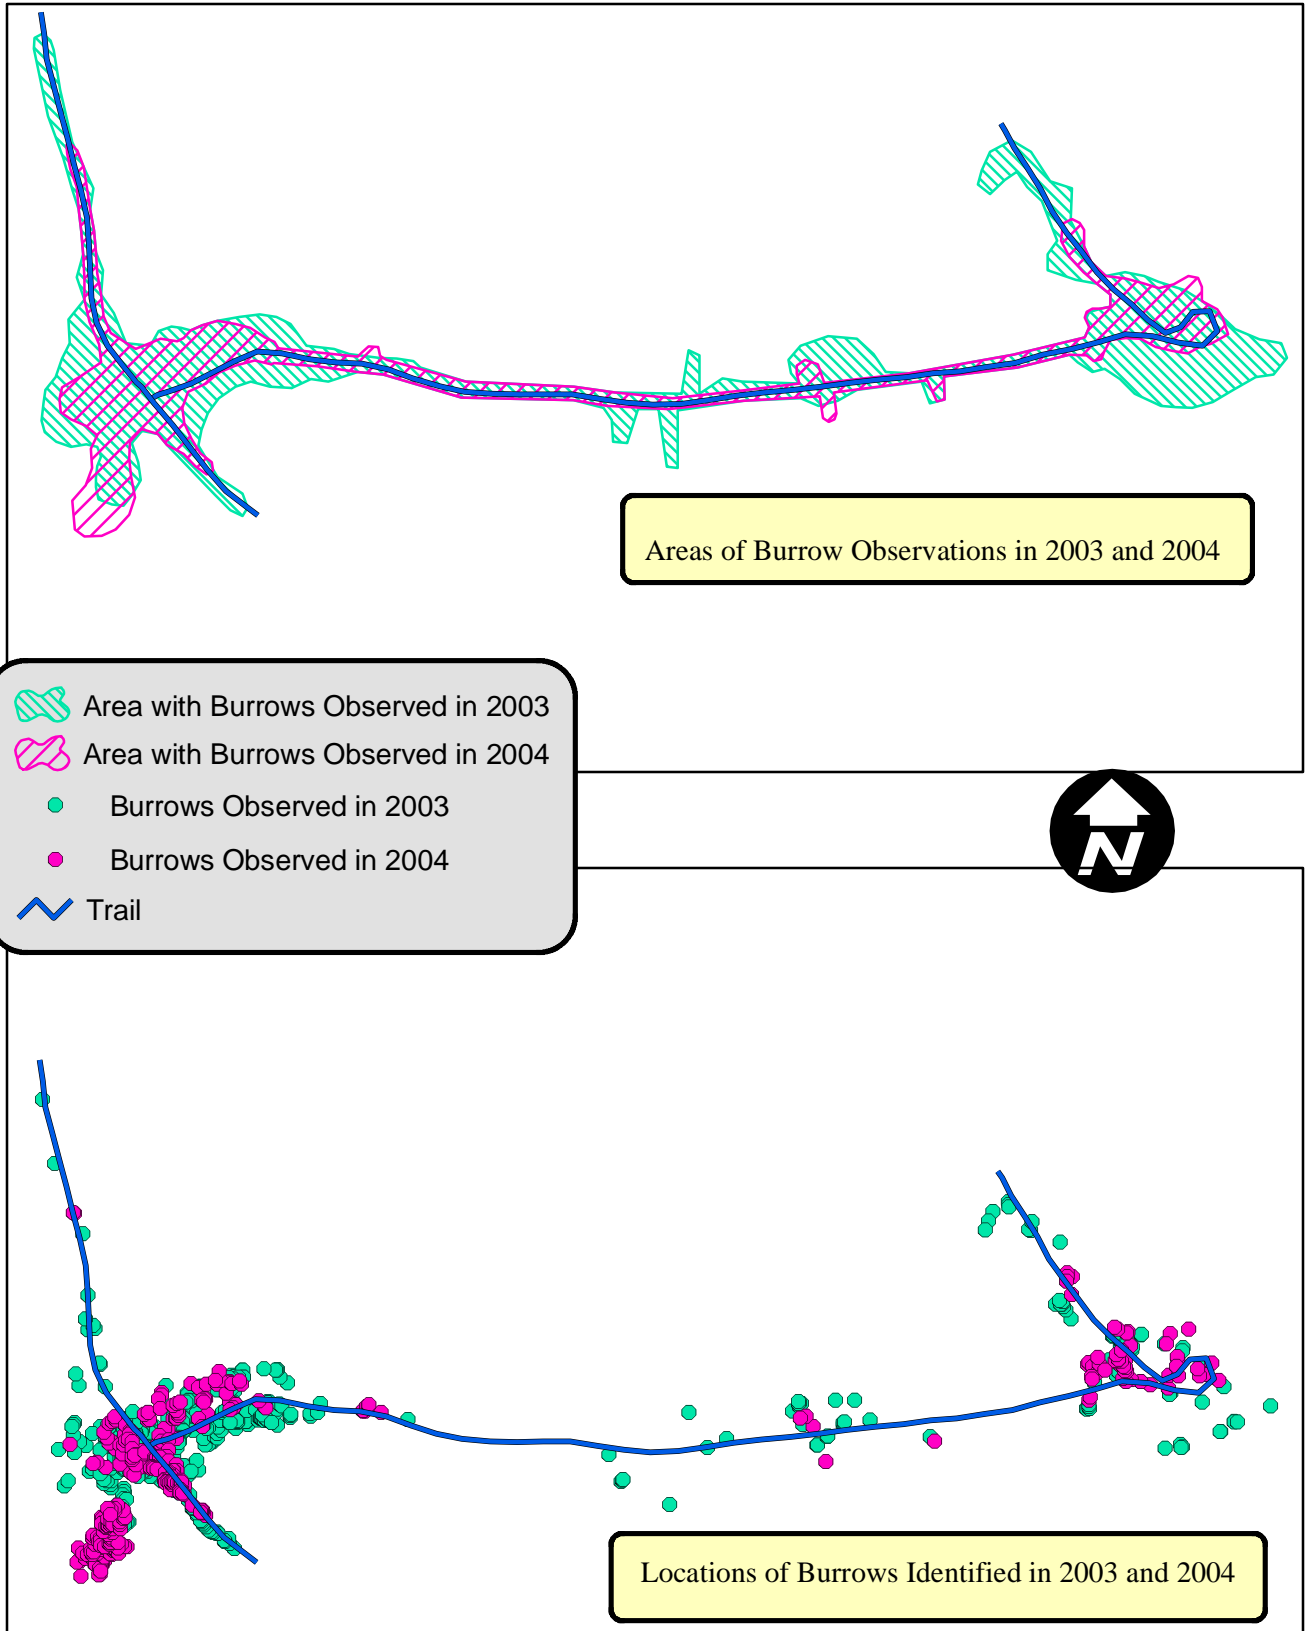 Areas of Burrow Observations in 2003 and 2004
Area with Burrows Observed in 2003
Area with Burrows Observed in 2004
Burrows Observed in 2003
Burrows Observed in 2004
Trail
N
Locations of Burrows Identified in 2003 and 2004